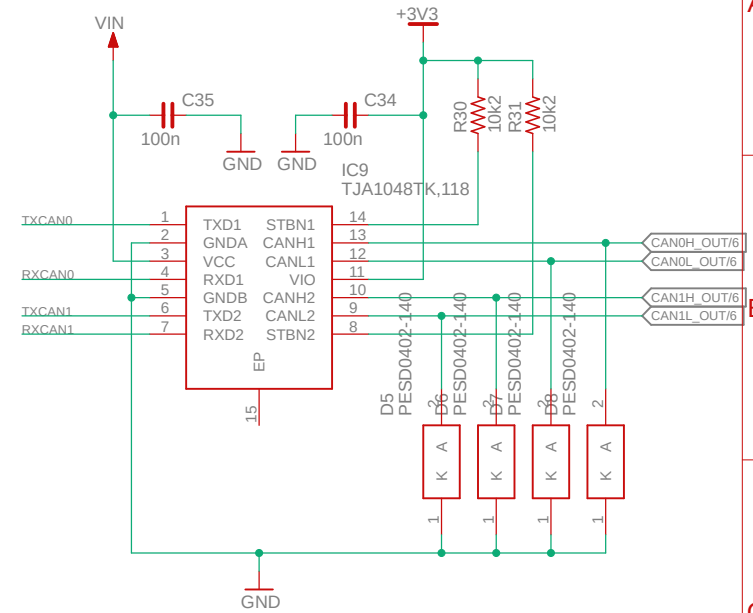 A
VIN
+3V3
C35
100n
GND
C34
100n
GND
R30
10k2
R31
10k2
IC9
TJA1048TK,118
TXCAN0
RXCAN0
TXCAN1
RXCAN1
1 TXD1 STBN1 14
2 GNDA CANH1 13
3 VCC CANL1 12
4 RXD1 VIO 11
5 GNDB CANH2 10
6 TXD2 CANL2 9
7 RXD2 STBN2 8
EP
15
CAN0H_OUT/6
CAN0L_OUT/6
CAN1H_OUT/6
CAN1L_OUT/6
D5
PESD0402-140
D6
PESD0402-140
D7
PESD0402-140
D8
PESD0402-140
2 2 2 2
A A A A
K K K K
1 1 1 1
GND